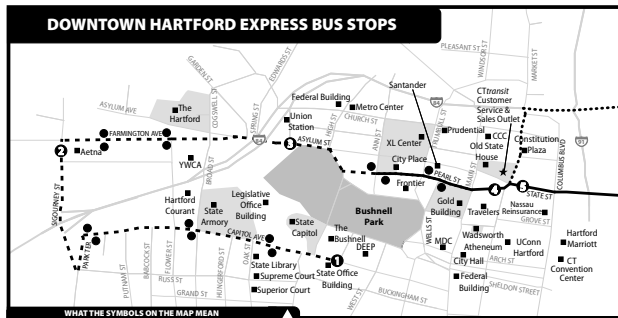 DOWNTOWN HARTFORD EXPRESS BUS STOPS
PLEASANT ST
WINDSOR ST
MARKET ST
GARDEN ST
EDWARDS ST
Santander
CTTransit
Customer
Service &
Sales Outlet
84
91
ASYLUM AVE
The
Hartford
COGSWELL ST
SPRING ST
Federal Building
Metro Center
CHURCH ST
HIGH ST
ANN ST
TRUMBULL ST
Union
Station
ASYLUM ST
3
FARMINGTON AVE
2
Aetna
84
XL Center
Prudential
CCC
Old State
House
Constitution
Plaza
COLUMBUS BLVD
YWCA
BROAD ST
City Place
PEARL ST
MAIN ST
4
5
STATE ST
Frontier
SIGOURNEY ST
Hartford
Courant
State
Armory
Legislative
Office
Building
Bushnell
Park
Gold
Building
Travelers
Nassau
Reinsurance
GROVE ST
CAPITOL AVE
State
Capitol
The
Bushnell
WELLS ST
Wadsworth
Atheneum
UConn
Hartford
Hartford
Marriott
PARK TER
DEEP
MDC
City Hall
ARCH ST
CT
Convention
Center
PUTNAM ST
BABCOCK ST
FLOWER ST
RUSS ST
GRAND ST
HUNGERFORD ST
OAK ST
State Library
Supreme Court
Superior Court
1
State Office
Building
BUCKINGHAM ST
Federal
Building
SHELDON STREET
WHAT THE SYMBOLS ON THE MAP MEAN